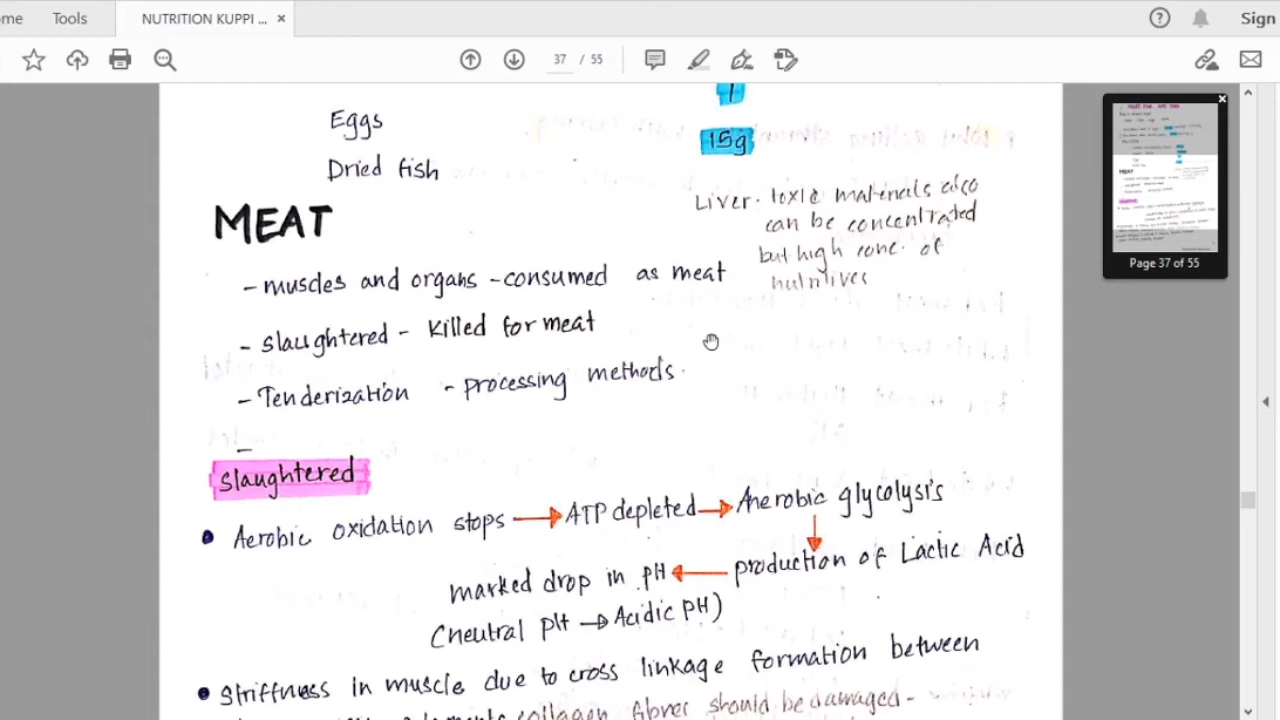 ome Tools NUTRITION KUPPI ... × ? Sign
37 / 55
Eggs
15g
Dried fish
Liver. toxic materials also
can be concentrated
but high conc. of
nutritives
MEAT
- muscles and organs - consumed as meat
- slaughtered - killed for meat
- Tenderization - processing methods.
-
Slaughtered
• Aerobic oxidation stops → ATP depleted → Anerobic glycolysis
↓
marked drop in pH ← production of Lactic Acid
(neutral pH → Acidic pH)
• Striffness in muscle due to cross linkage formation between
collagen fibres should be damaged -
Page 37 of 55